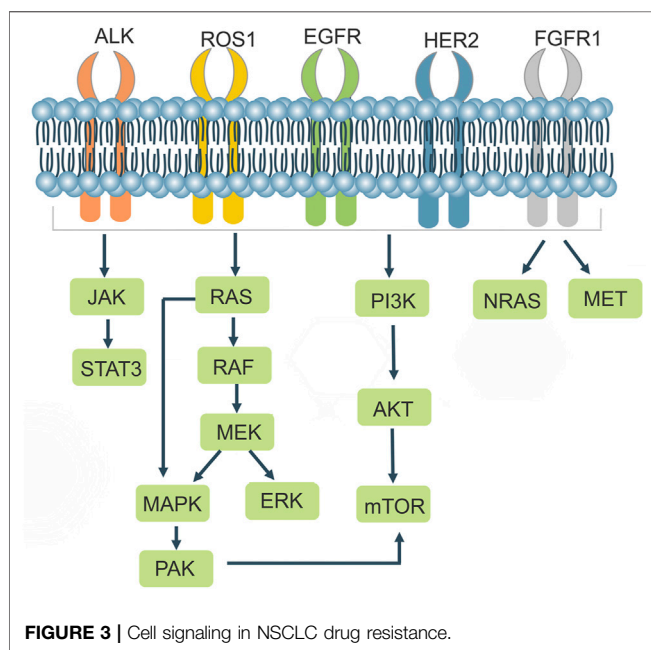 ALK ROS1 EGFR HER2 FGFR1
JAK RAS PI3K NRAS MET
STAT3 RAF
AKT
MEK
MAPK ERK mTOR
PAK
FIGURE 3 | Cell signaling in NSCLC drug resistance.